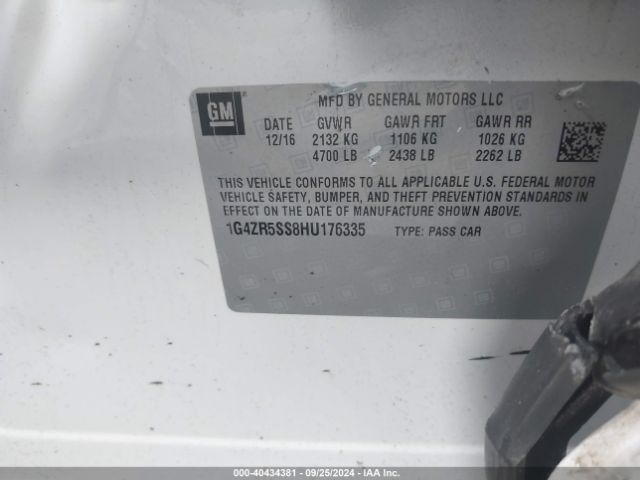 GM
MFD BY GENERAL MOTORS LLC
DATE GVWR GAWR FRT GAWR RR
12/16 2132 KG 1106 KG 1026 KG
4700 LB 2438 LB 2262 LB
THIS VEHICLE CONFORMS TO ALL APPLICABLE U.S. FEDERAL MOTOR
VEHICLE SAFETY, BUMPER, AND THEFT PREVENTION STANDARDS
IN EFFECT ON THE DATE OF MANUFACTURE SHOWN ABOVE.
1G4ZR5SS8HU176335 TYPE: PASS CAR
000-40434381 - 09/25/2024 - IAAI.COM